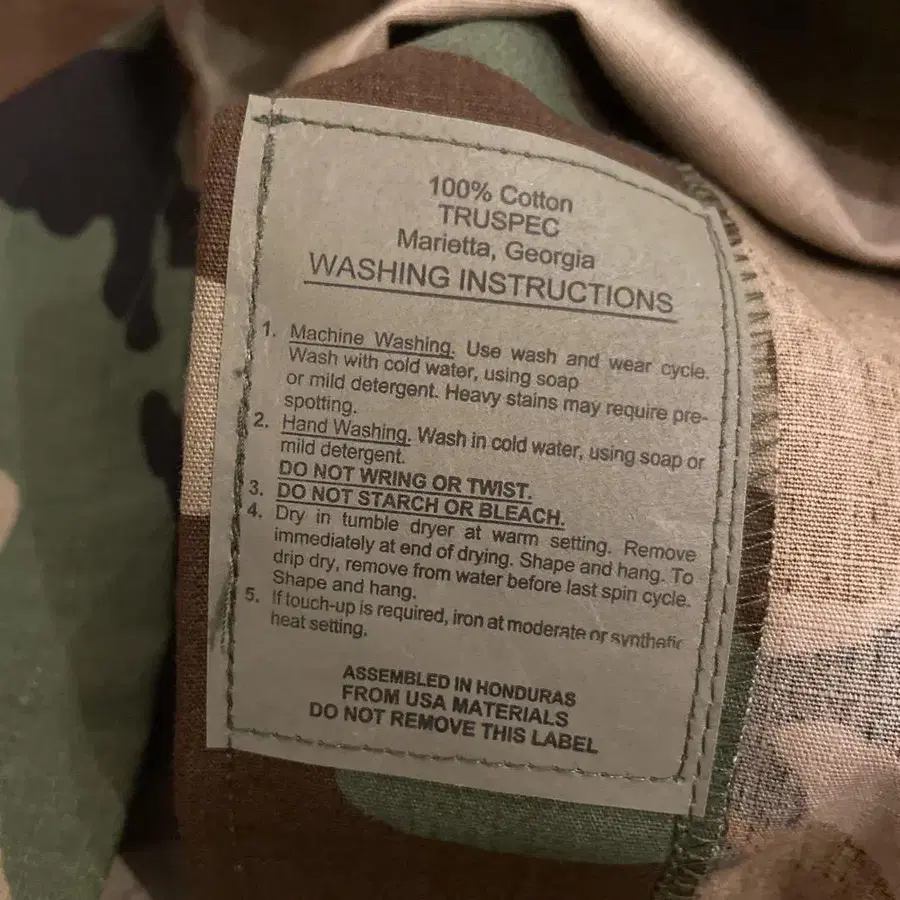 100% Cotton
TRUSPEC
Marietta, Georgia
WASHING INSTRUCTIONS
1. Machine Washing. Use wash and wear cycle.
Wash with cold water, using soap
or mild detergent. Heavy stains may require pre-
spotting.
2. Hand Washing. Wash in cold water, using soap or
mild detergent.
DO NOT WRING OR TWIST.
3. DO NOT STARCH OR BLEACH.
4. Dry in tumble dryer at warm setting. Remove
immediately at end of drying. Shape and hang. To
drip dry, remove from water before last spin cycle.
Shape and hang.
5. If touch-up is required, iron at moderate or synthetic
heat setting.
ASSEMBLED IN HONDURAS
FROM USA MATERIALS
DO NOT REMOVE THIS LABEL